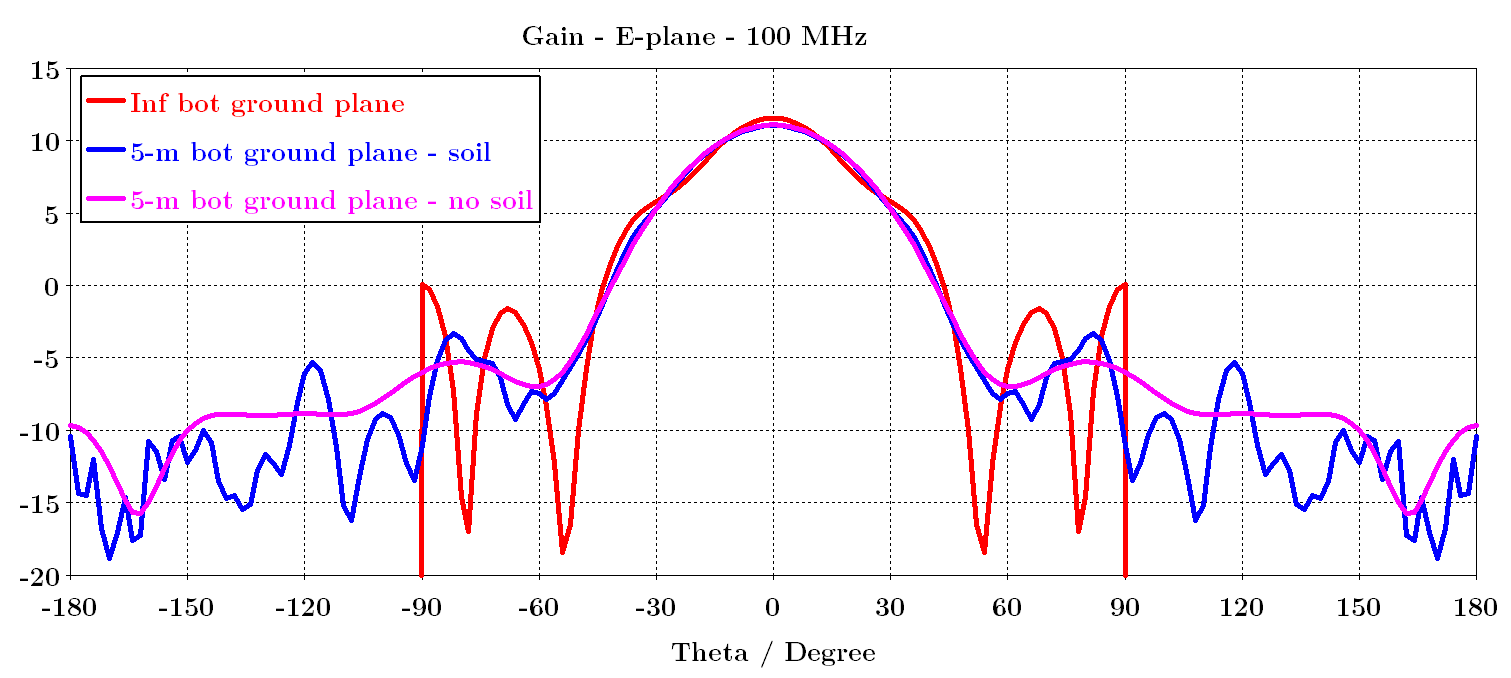 Gain - E-plane - 100 MHz
15
10
5
0
-5
-10
-15
-20
Inf bot ground plane
5-m bot ground plane - soil
5-m bot ground plane - no soil
-180 -150 -120 -90 -60 -30 0 30 60 90 120 150 180
Theta / Degree